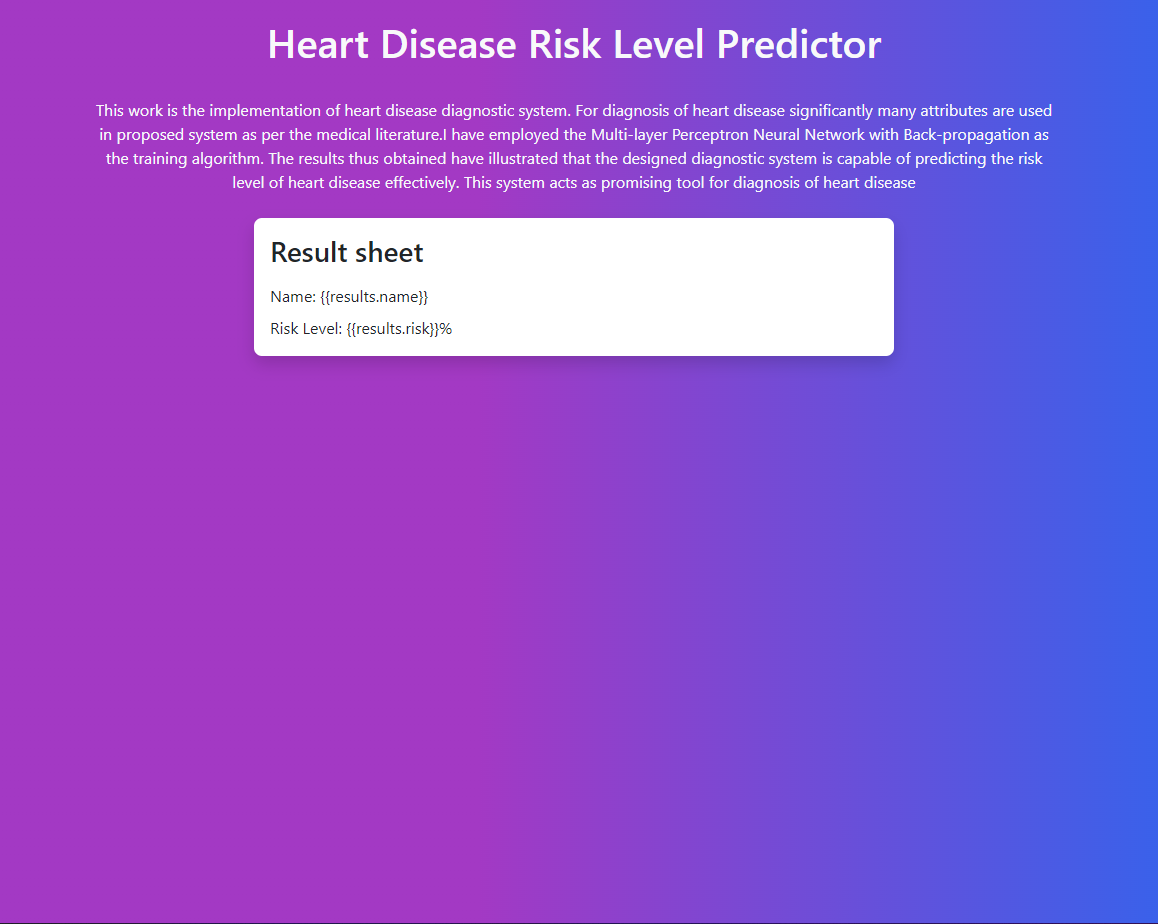 Heart Disease Risk Level Predictor
This work is the implementation of heart disease diagnostic system. For diagnosis of heart disease significantly many attributes are used
in proposed system as per the medical literature.I have employed the Multi-layer Perceptron Neural Network with Back-propagation as
the training algorithm. The results thus obtained have illustrated that the designed diagnostic system is capable of predicting the risk
level of heart disease effectively. This system acts as promising tool for diagnosis of heart disease
Result sheet
Name: {{results.name}}
Risk Level: {{results.risk}}%